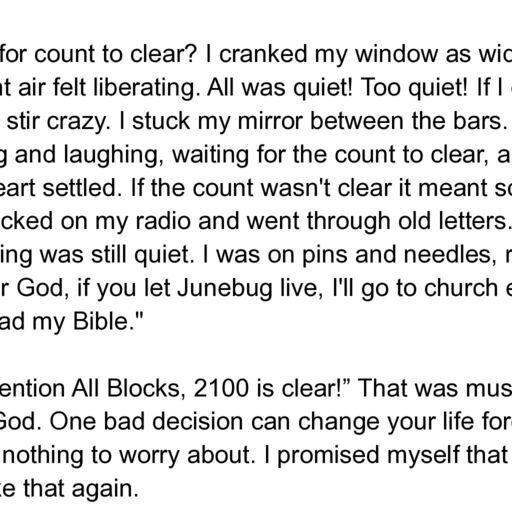 for count to clear? I cranked my window as wid
t air felt liberating. All was quiet! Too quiet! If I
stir crazy. I stuck my mirror between the bars.
g and laughing, waiting for the count to clear, a
eart settled. If the count wasn't clear it meant so
cked on my radio and went through old letters.
ing was still quiet. I was on pins and needles, r
r God, if you let Junebug live, I'll go to church e
ad my Bible."
ention All Blocks, 2100 is clear!” That was mus
God. One bad decision can change your life for
nothing to worry about. I promised myself that
e that again.